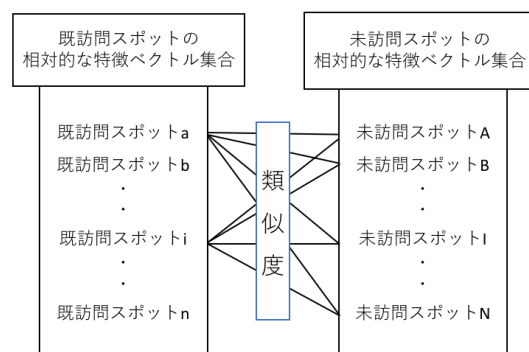 既訪問スポットの
相対的な特徴ベクトル集合
未訪問スポットの
相対的な特徴ベクトル集合
既訪問スポットa
既訪問スポットb
・
・
既訪問スポットi
・
・
既訪問スポットn
類似度
未訪問スポットA
未訪問スポットB
・
・
未訪問スポットI
・
・
未訪問スポットN